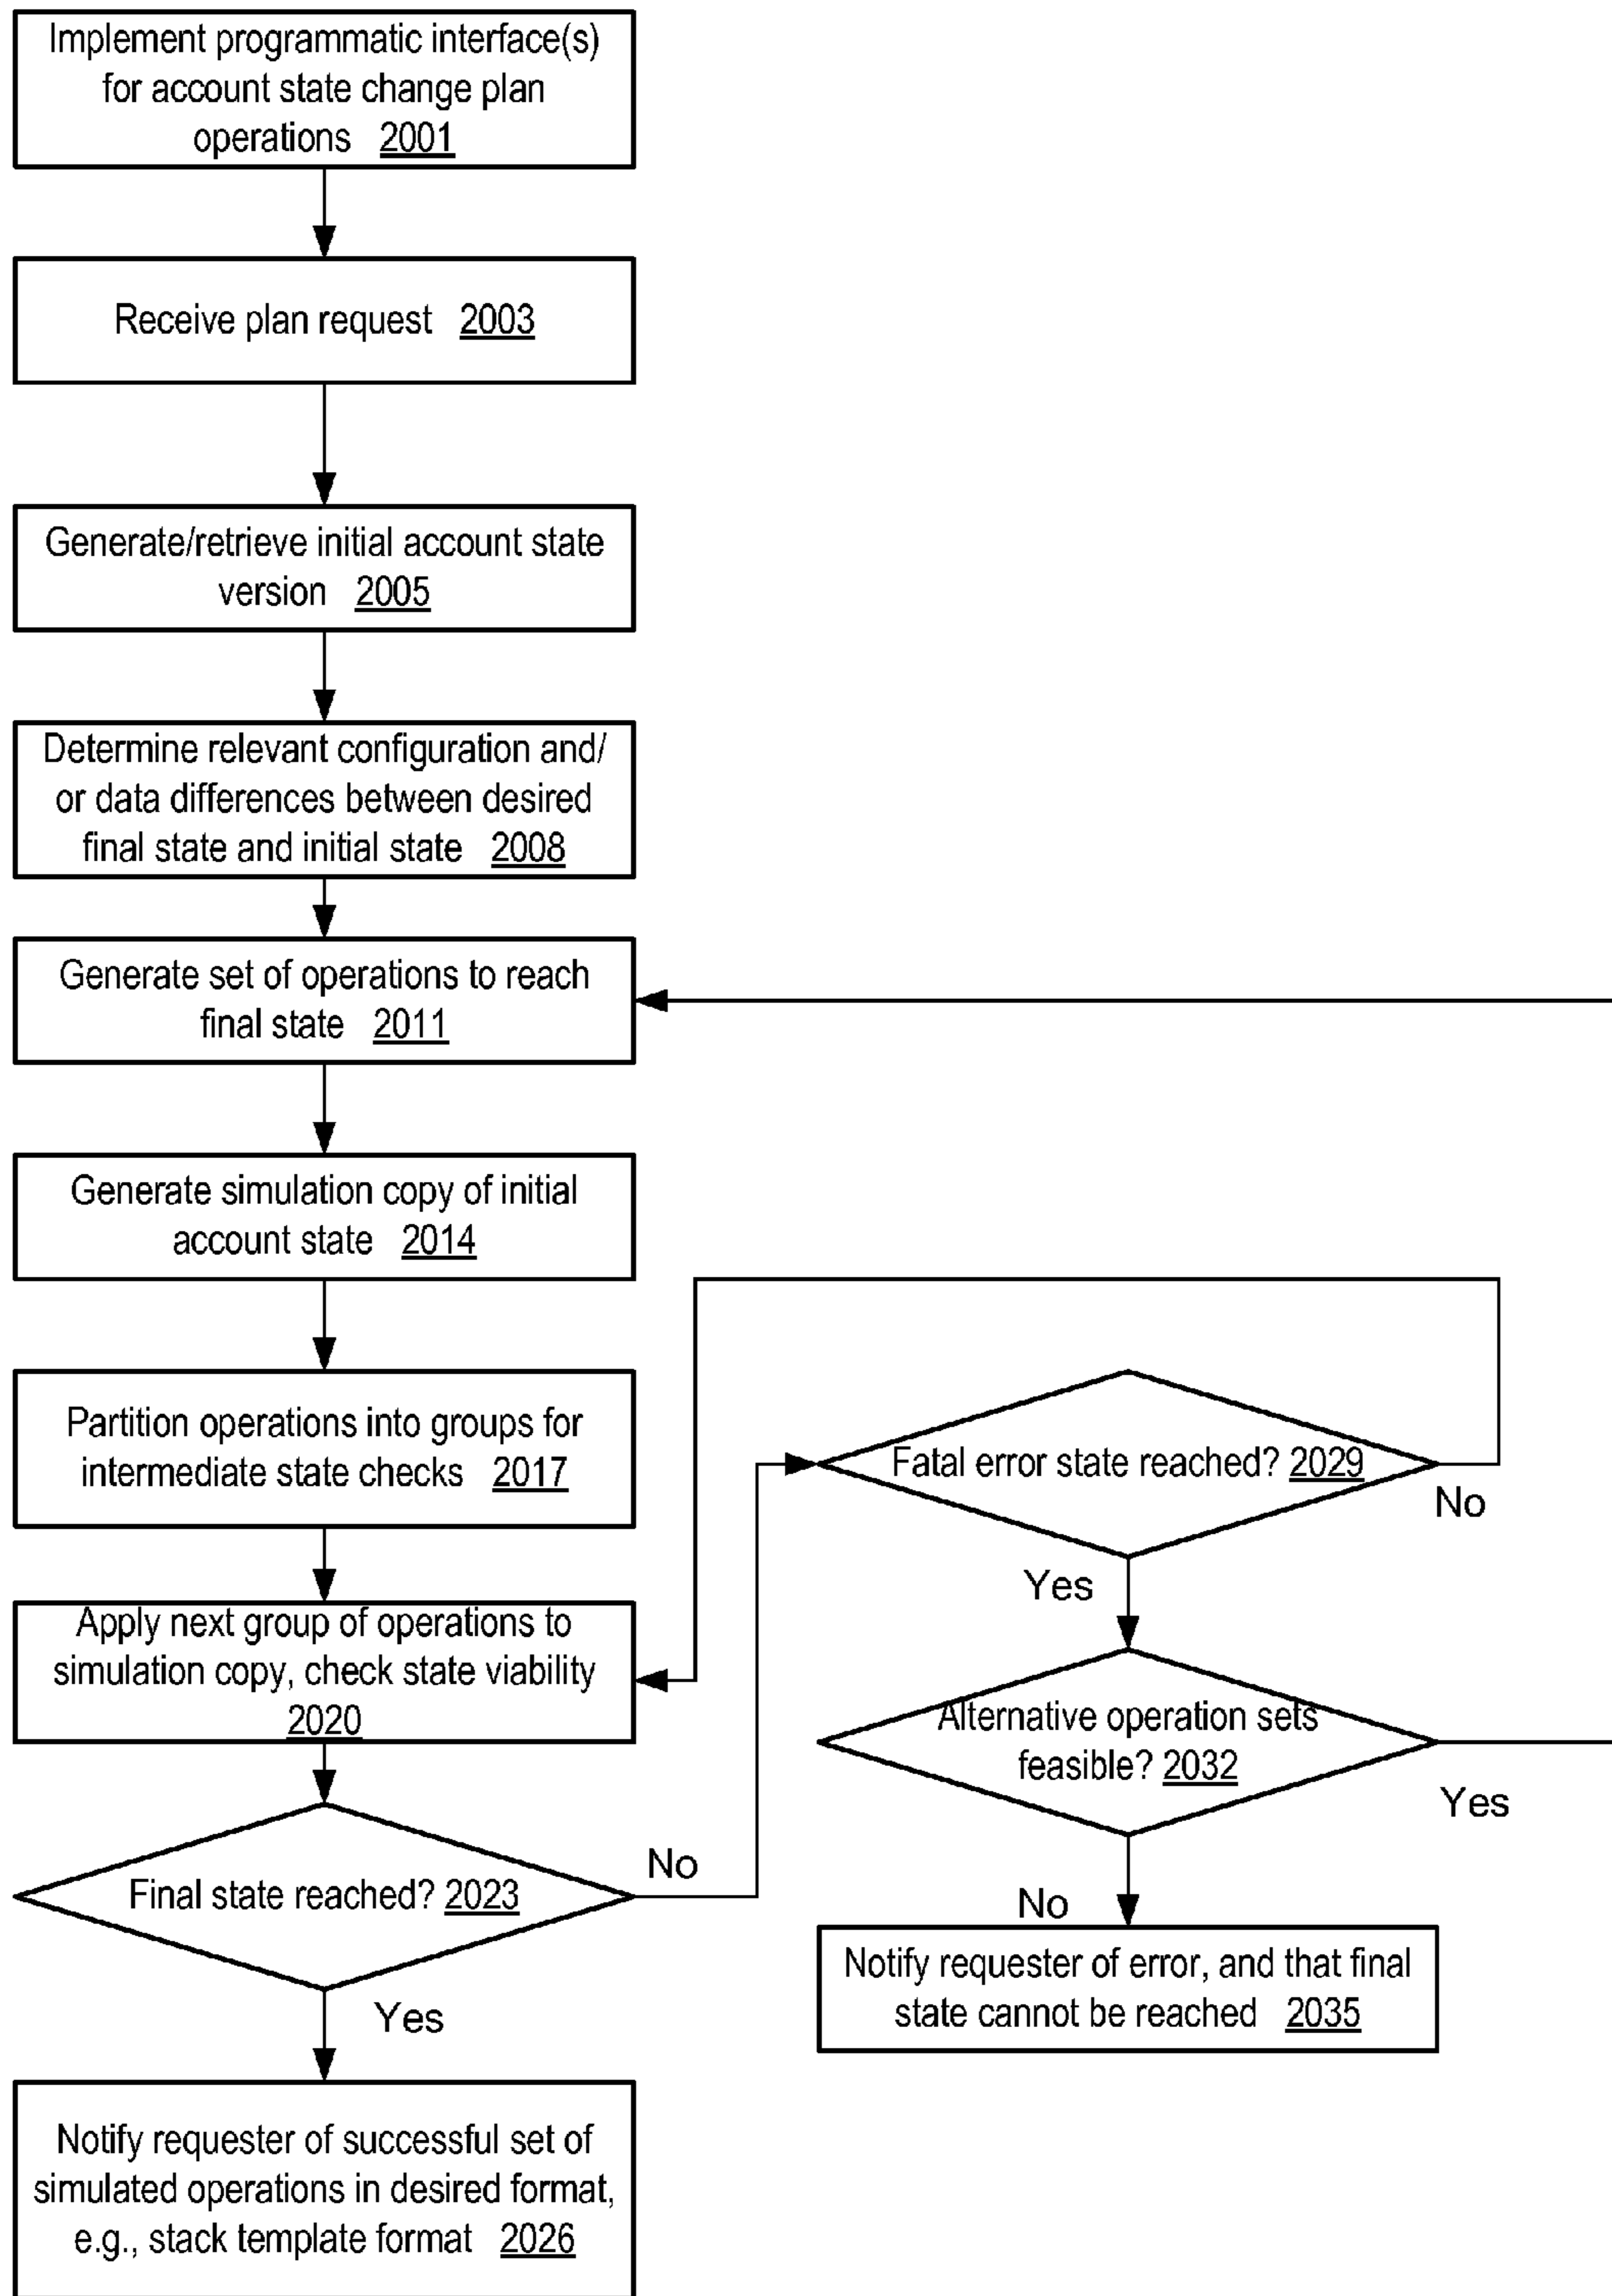 Implement programmatic interface(s)
for account state change plan
operations 2001
Receive plan request 2003
Generate/retrieve initial account state
version 2005
Determine relevant configuration and/
or data differences between desired
final state and initial state 2008
Generate set of operations to reach
final state 2011
Generate simulation copy of initial
account state 2014
Partition operations into groups for
intermediate state checks 2017
Apply next group of operations to
simulation copy, check state viability
2020
Final state reached? 2023
No
Yes
Notify requester of successful set of
simulated operations in desired format,
e.g., stack template format 2026
Fatal error state reached? 2029
No
Yes
Alternative operation sets
feasible? 2032
Yes
No
Notify requester of error, and that final
state cannot be reached 2035